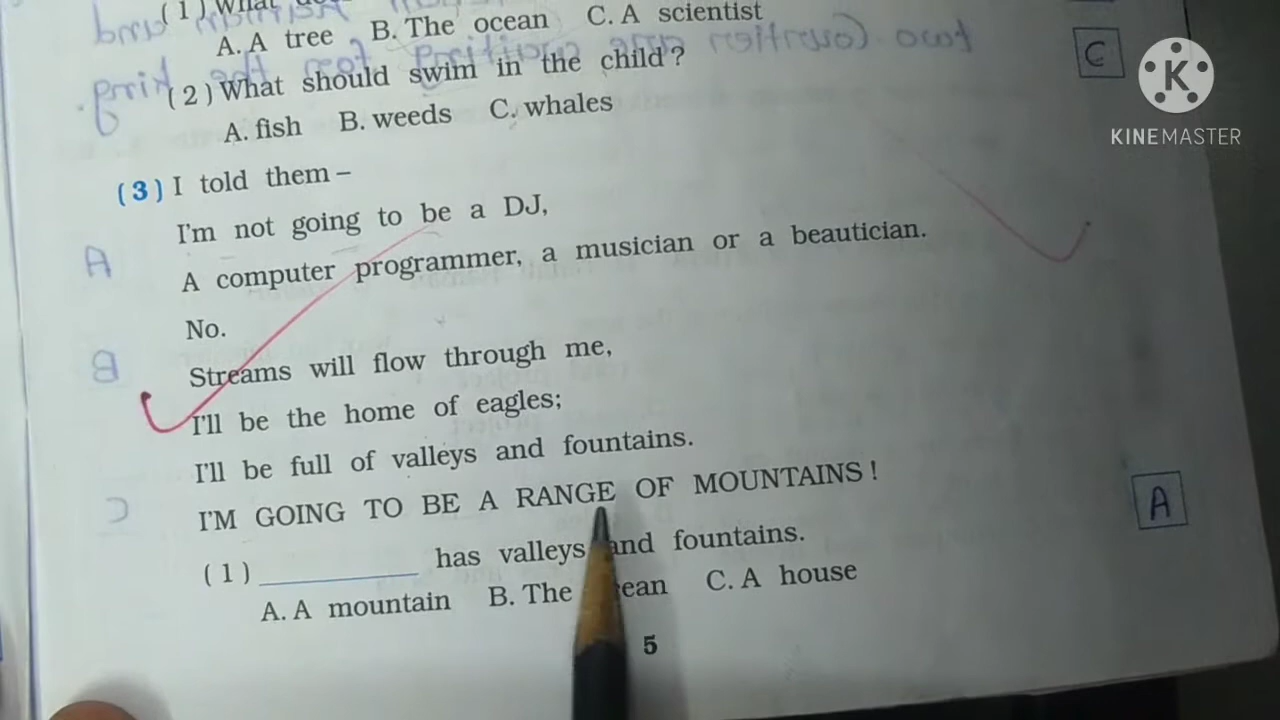 (1) What
A. A tree B. The ocean C. A scientist
(2) What should swim in the child?
C
A. fish B. weeds C. whales
KINEMASTER
(3) I told them –
I'm not going to be a DJ,
A computer programmer, a musician or a beautician.
No.
Streams will flow through me,
I'll be the home of eagles;
I'll be full of valleys and fountains.
I'M GOING TO BE A RANGE OF MOUNTAINS!
A
(1) ________ has valleys and fountains.
A. A mountain B. The C. A house
5